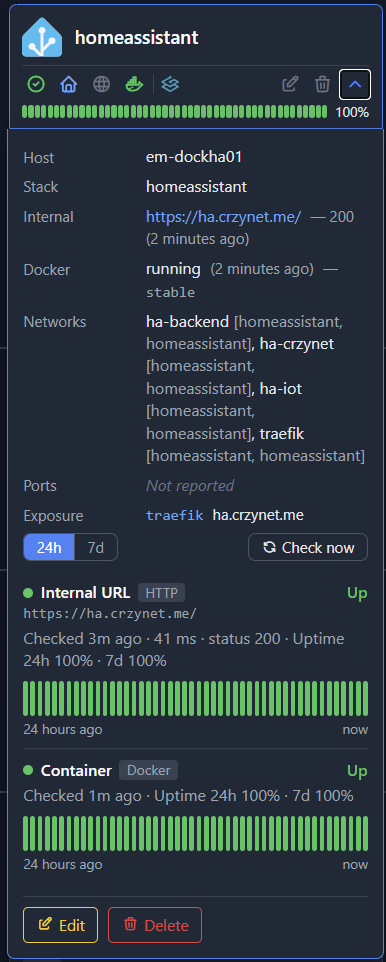 homeassistant
100%
Host em-dockha01
Stack homeassistant
Internal https://ha.crzynet.me/ — 200
(2 minutes ago)
Docker running (2 minutes ago) —
stable
Networks ha-backend [homeassistant,
homeassistant], ha-crzynet
[homeassistant,
homeassistant], ha-iot
[homeassistant,
homeassistant], traefik
[homeassistant, homeassistant]
Ports Not reported
Exposure traefik ha.crzynet.me
24h 7d Check now
Internal URL HTTP Up
https://ha.crzynet.me/
Checked 3m ago · 41 ms · status 200 · Uptime
24h 100% · 7d 100%
24 hours ago now
Container Docker Up
Checked 1m ago · Uptime 24h 100% · 7d 100%
24 hours ago now
Edit Delete